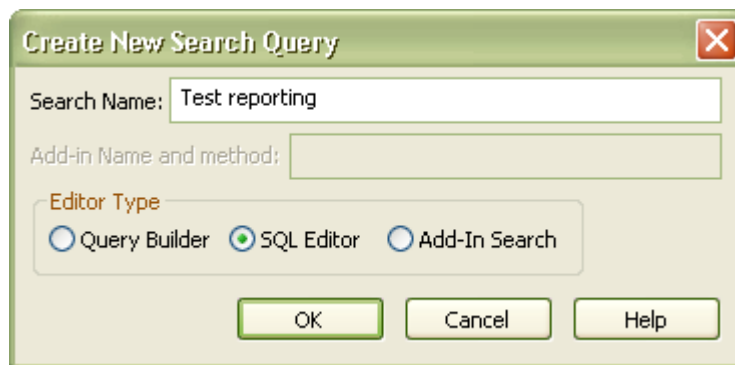 Create New Search Query
Search Name: Test reporting
Add-in Name and method:
Editor Type
Query Builder SQL Editor Add-In Search
OK Cancel Help